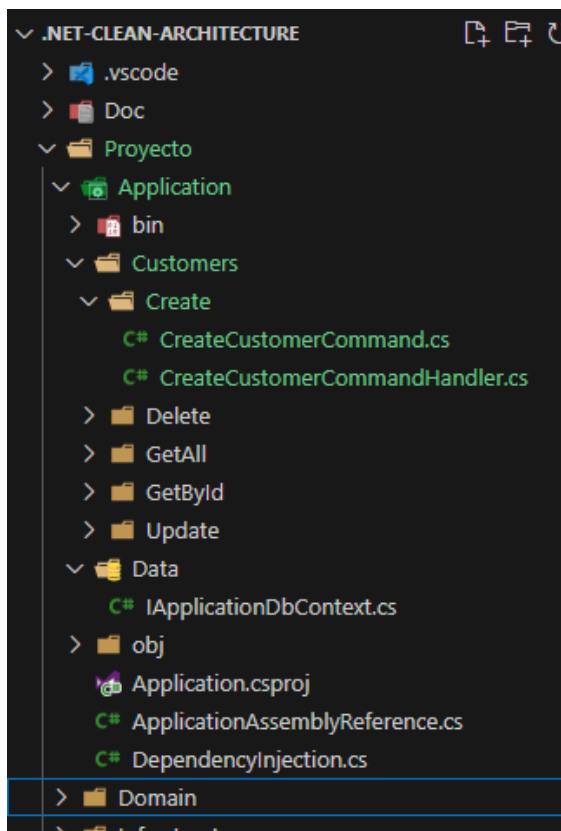 .NET-CLEAN-ARCHITECTURE
.vscode
Doc
Proyecto
Application
bin
Customers
Create
C# CreateCustomerCommand.cs
C# CreateCustomerCommandHandler.cs
Delete
GetAll
GetById
Update
Data
C# IApplicationDbContext.cs
obj
Application.csproj
C# ApplicationAssemblyReference.cs
C# DependencyInjection.cs
Domain